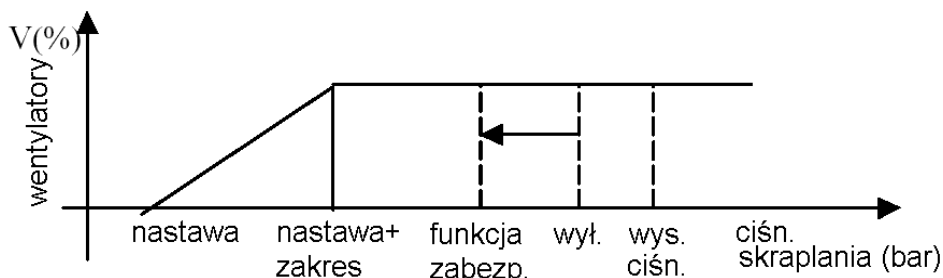 V(%)
wentylatory
nastawa
nastawa+
zakres
funkcja
zabezp.
wył.
wys.
ciśn.
ciśn.
skraplania (bar)